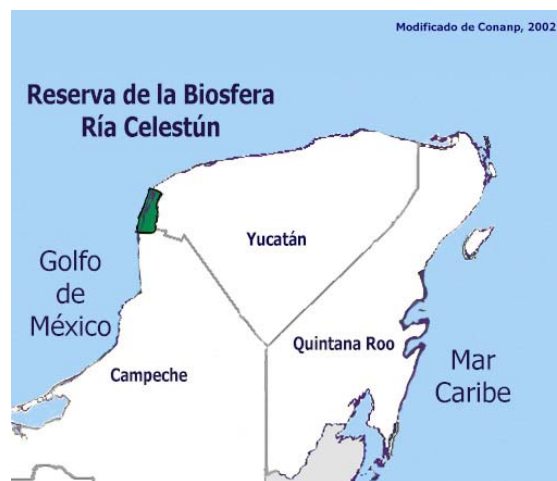 Modificado de Conanp, 2002
Reserva de la Biosfera
Ría Celestún
Yucatán
Golfo
de
México
Quintana Roo
Mar
Caribe
Campeche